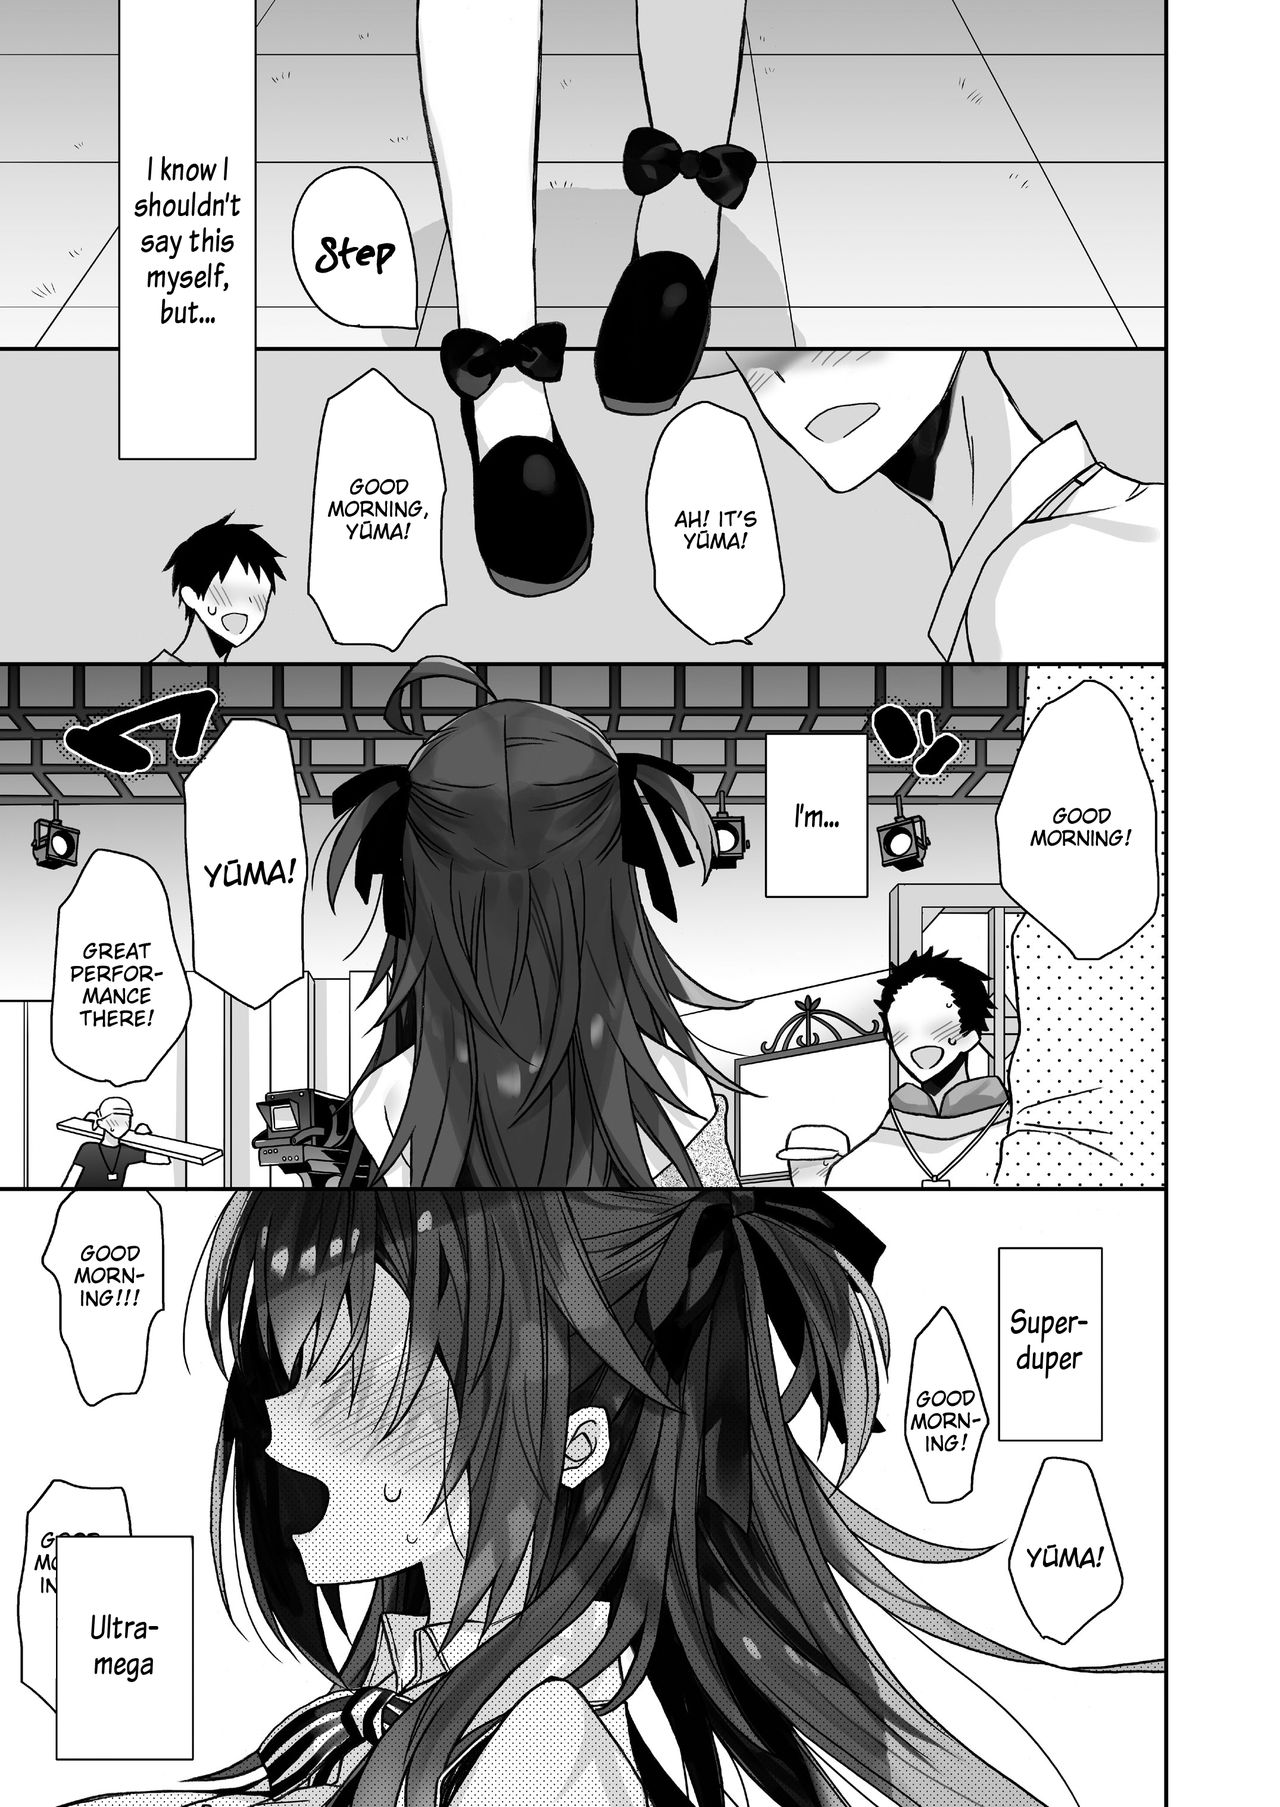 I know I
shouldn't
say this
myself,
but...
Step
AH! IT'S
YŪMA!
GOOD
MORNING,
YŪMA!
GOOD
MORNING!
I'm...
YŪMA!
GREAT
PERFOR-
MANCE
THERE!
Super-
duper
GOOD
MORN-
ING!
YŪMA!
GOOD
MORN-
ING!!!
GOOD
Ultra-
mega